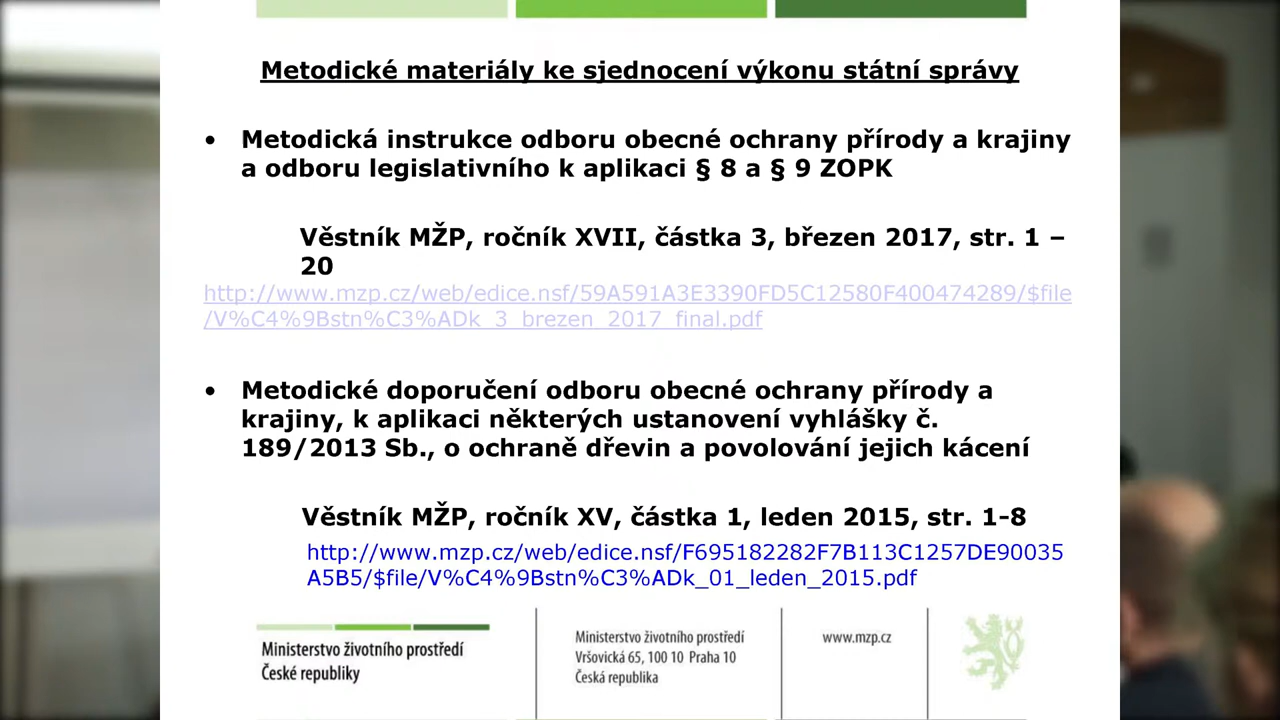 Metodické materiály ke sjednocení výkonu státní správy
• Metodická instrukce odboru obecné ochrany přírody a krajiny
a odboru legislativního k aplikaci § 8 a § 9 ZOPK
Věstník MŽP, ročník XVII, částka 3, březen 2017, str. 1 –
20
http://www.mzp.cz/web/edice.nsf/59A591A3E3390FD5C12580F400474289/$file
/V%C4%9Bstn%C3%ADk_3_brezen_2017_final.pdf
• Metodické doporučení odboru obecné ochrany přírody a
krajiny, k aplikaci některých ustanovení vyhlášky č.
189/2013 Sb., o ochraně dřevin a povolování jejich kácení
Věstník MŽP, ročník XV, částka 1, leden 2015, str. 1-8
http://www.mzp.cz/web/edice.nsf/F695182282F7B113C1257DE90035
A5B5/$file/V%C4%9Bstn%C3%ADk_01_leden_2015.pdf
Ministerstvo životního prostředí
České republiky
Ministerstvo životního prostředí
Vršovická 65, 100 10 Praha 10
Česká republika
www.mzp.cz